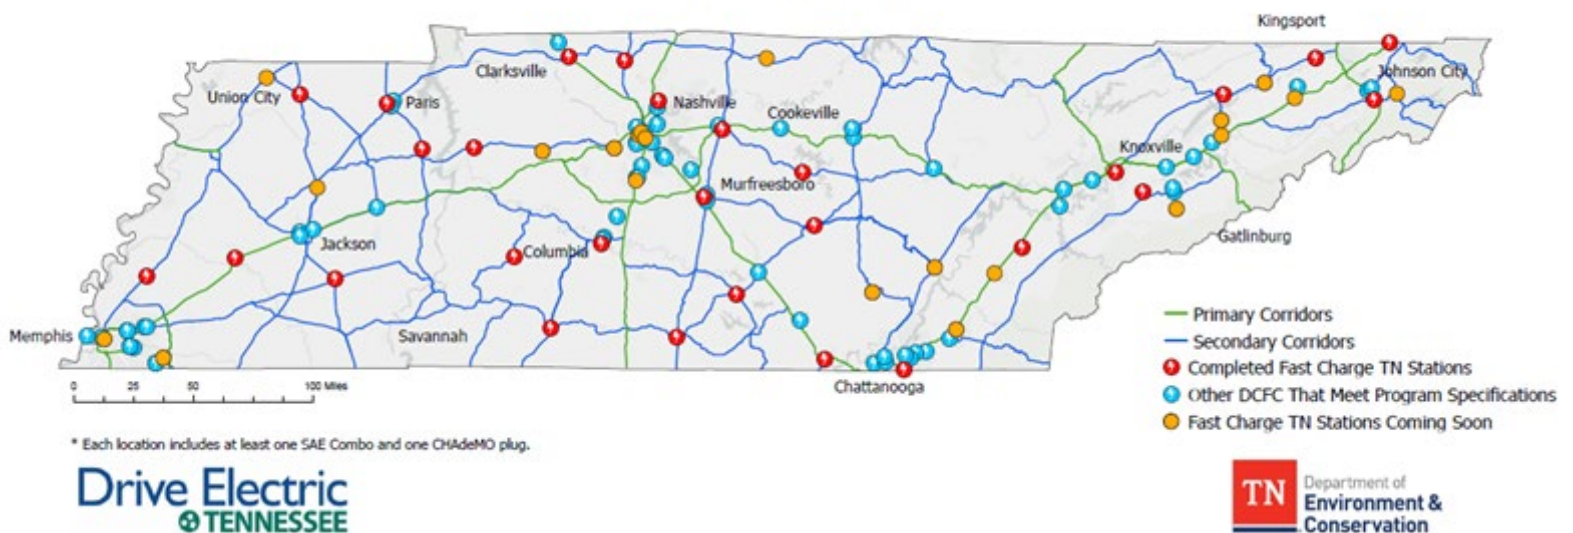 Kingsport
Clarksville
Johnson City
Union City
Paris
Nashville
Cookeville
Knoxville
Murfreesboro
Jackson
Columbia
Gatlinburg
Memphis
Savannah
Chattanooga
Primary Corridors
Secondary Corridors
Completed Fast Charge TN Stations
Other DCFC That Meet Program Specifications
Fast Charge TN Stations Coming Soon
0 25 50 100 Miles
* Each location includes at least one SAE Combo and one CHAdeMO plug.
Drive Electric
TENNESSEE
TN
Department of
Environment &
Conservation